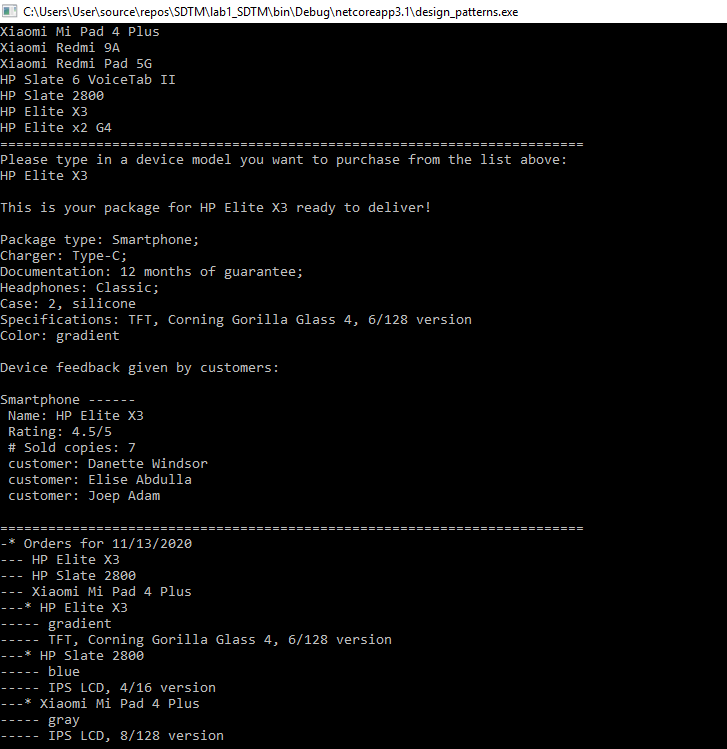 C:\Users\User\source\repos\SDTM\lab1_SDTM\bin\Debug\netcoreapp3.1\design_patterns.exe
Xiaomi Mi Pad 4 Plus
Xiaomi Redmi 9A
Xiaomi Redmi Pad 5G
HP Slate 6 VoiceTab II
HP Slate 2800
HP Elite X3
HP Elite x2 G4
=========================================================================
Please type in a device model you want to purchase from the list above:
HP Elite X3
This is your package for HP Elite X3 ready to deliver!
Package type: Smartphone;
Charger: Type-C;
Documentation: 12 months of guarantee;
Headphones: Classic;
Case: 2, silicone
Specifications: TFT, Corning Gorilla Glass 4, 6/128 version
Color: gradient
Device feedback given by customers:
Smartphone ------
Name: HP Elite X3
Rating: 4.5/5
# Sold copies: 7
customer: Danette Windsor
customer: Elise Abdulla
customer: Joep Adam
=========================================================================
-* Orders for 11/13/2020
--- HP Elite X3
--- HP Slate 2800
--- Xiaomi Mi Pad 4 Plus
---* HP Elite X3
----- gradient
----- TFT, Corning Gorilla Glass 4, 6/128 version
---* HP Slate 2800
----- blue
----- IPS LCD, 4/16 version
---* Xiaomi Mi Pad 4 Plus
----- gray
----- IPS LCD, 8/128 version